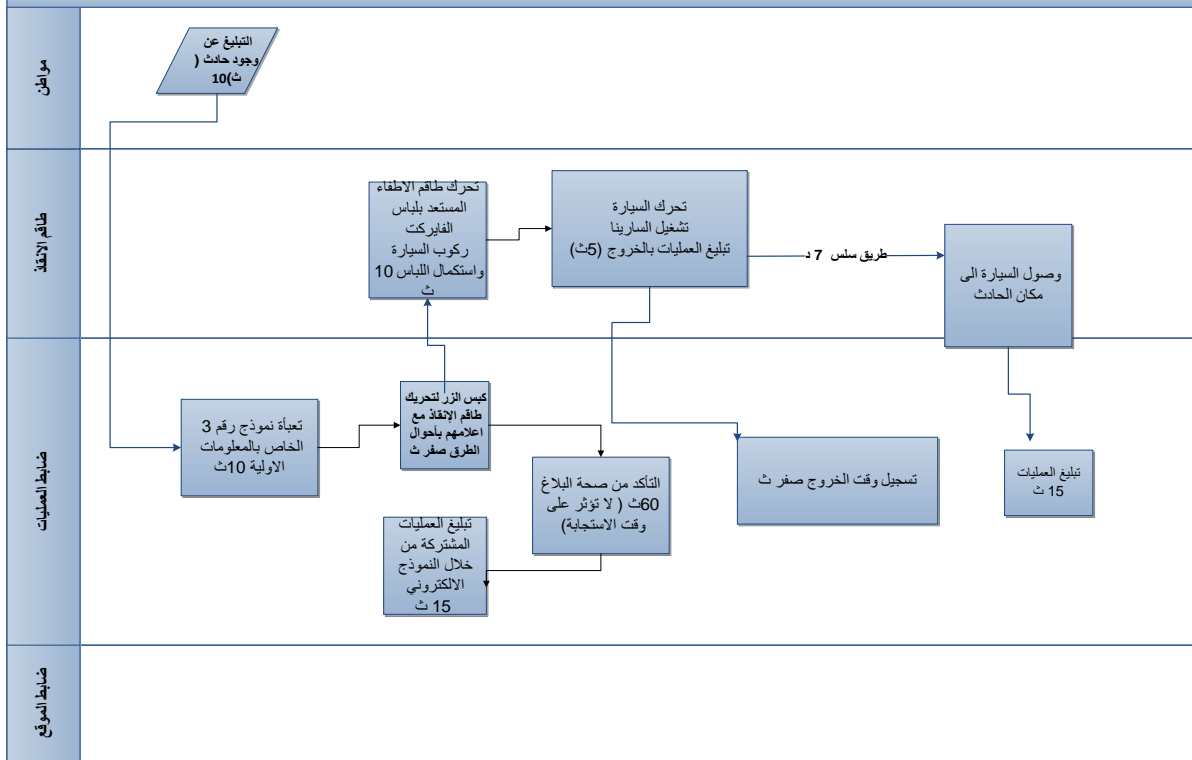 مواطن
التبليغ عن
وجود حادث (
10(ث
طاقم الانقاذ
تحرك طاقم الاطفاء
المستعد بلباس
الفايركت
ركوب السيارة
واستكمال اللباس 10
ث
تحرك السيارة
تشغيل السارينا
تبليغ العمليات بالخروج (5ث)
طريق سلس 7 د
وصول السيارة الى
مكان الحادث
ضابط العمليات
تعبأة نموذج رقم 3
الخاص بالمعلومات
الاولية 10ث
كبس الزر لتحريك
طاقم الإنقاذ مع
اعلامهم بأحوال
الطرق صفر ث
التأكد من صحة البلاغ
60ث ( لا تؤثر على
وقت الاستجابة)
تبليغ العمليات
المشتركة من
خلال النموذج
الالكتروني
15 ث
تسجيل وقت الخروج صفر ث
تبليغ العمليات
15 ث
ضابط الموقع